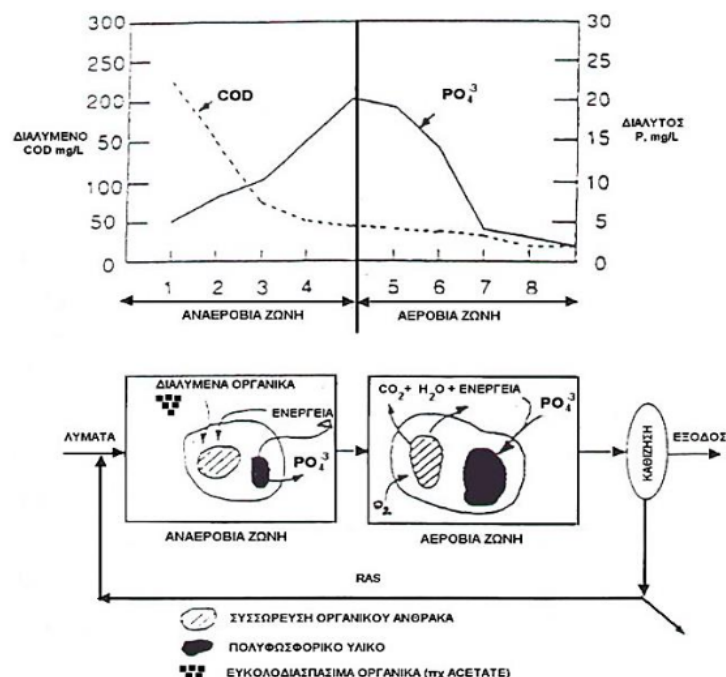 300
250
200
50
100
50
0
ΔΙΑΛΥΜΕΝΟ
COD mg/L
COD
PO₄⁻³
30
25
20
15
10
5
0
ΔΙΑΛΥΤΟΣ
P, mg/L
1 2 3 4 5 6 7 8
ΑΝΑΕΡΟΒΙΑ ΖΩΝΗ ΑΕΡΟΒΙΑ ΖΩΝΗ
ΔΙΑΛΥΜΕΝΑ ΟΡΓΑΝΙΚΑ
ΕΝΕΡΓΕΙΑ
PO₄⁻³
CO₂ + H₂O + ΕΝΕΡΓΕΙΑ
PO₄⁻³
O₂
ΛΥΜΑΤΑ
ΚΑΘΙΖΗΣΗ
ΕΞΟΔΟΣ
ΑΝΑΕΡΟΒΙΑ ΖΩΝΗ ΑΕΡΟΒΙΑ ΖΩΝΗ
RAS
ΣΥΣΣΩΡΕΥΣΗ ΟΡΓΑΝΙΚΟΥ ΑΝΘΡΑΚΑ
ΠΟΛΥΦΩΣΦΟΡΙΚΟ ΥΛΙΚΟ
ΕΥΚΟΛΟΔΙΑΣΠΑΣΙΜΑ ΟΡΓΑΝΙΚΑ (πχ ACETATE)